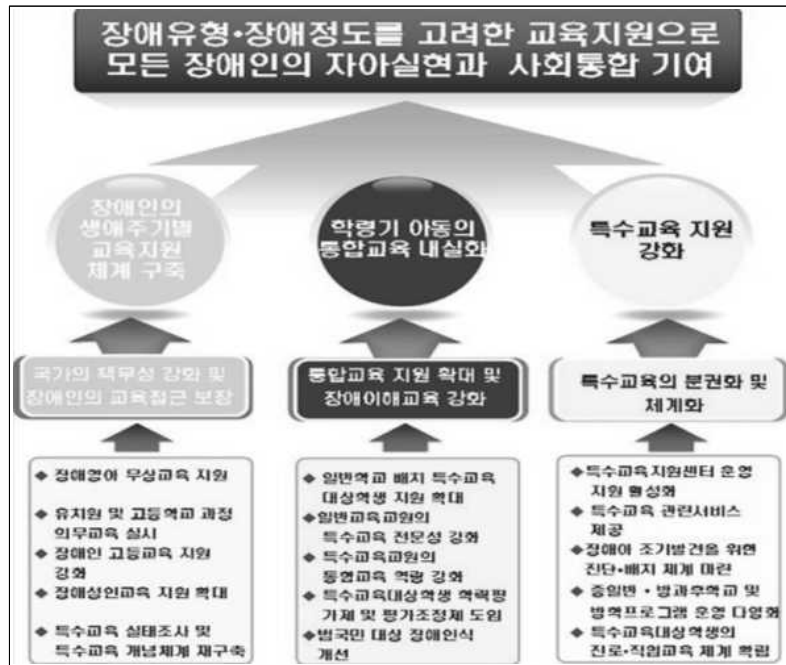 장애유형•장애정도를 고려한 교육지원으로
모든 장애인의 자아실현과 사회통합 기여
장애인의
생애주기별
교육지원
체계 구축
학령기 아동의
통합교육 내실화
특수교육 지원
강화
국가의 책무성 강화 및
장애인의 교육접근 보장
통합교육 지원 확대 및
장애이해교육 강화
특수교육의 분권화 및
체계화
◆ 장애영아 무상교육 지원
◆ 유치원 및 고등학교 과정
의무교육 실시
◆ 장애인 고등교육 지원
강화
◆ 장애성인교육 지원 확대
◆ 특수교육 실태조사 및
특수교육 개념체계 재구축
◆ 일반학교 배치 특수교육
대상학생 지원 확대
◆일반교육교원의
특수교육 전문성 강화
◆ 특수교육교원의
통합교육 역량 강화
◆ 특수교육대상학생 학력평
가제 및 평가조정제 도입
◆범국민 대상 장애인식
개선
◆특수교육지원센터 운영
지원 활성화
◆ 특수교육 관련서비스
제공
◆장애아 조기발견을 위한
진단•배치 체계 마련
◆ 종일반•방과후학교 및
방학프로그램 운영 다양화
◆ 특수교육대상학생의
진로•직업교육 체계 확립